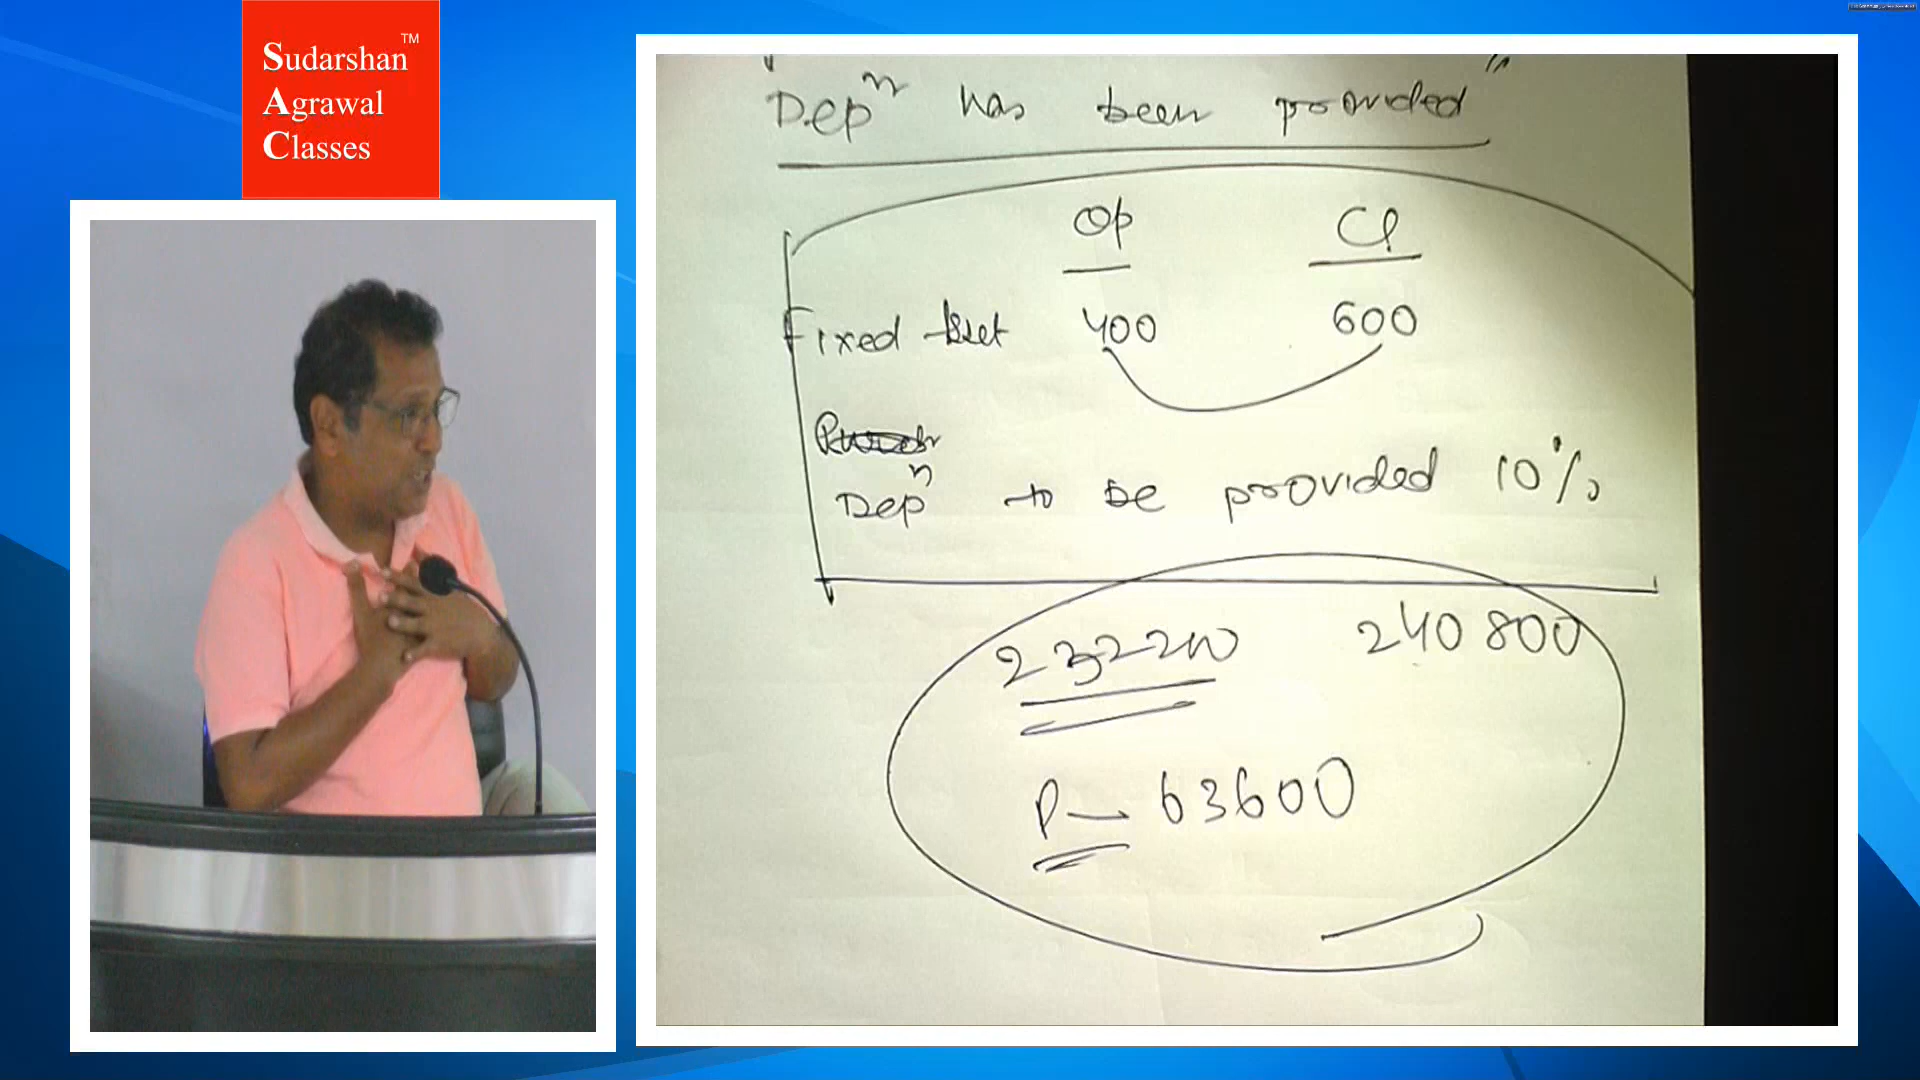 Sudarshan™
Agrawal
Classes
"Depn has been provided"
Op Cl
Fixed Asset 400 600
Depn to be provided 10%
232200 240800
P — 63600